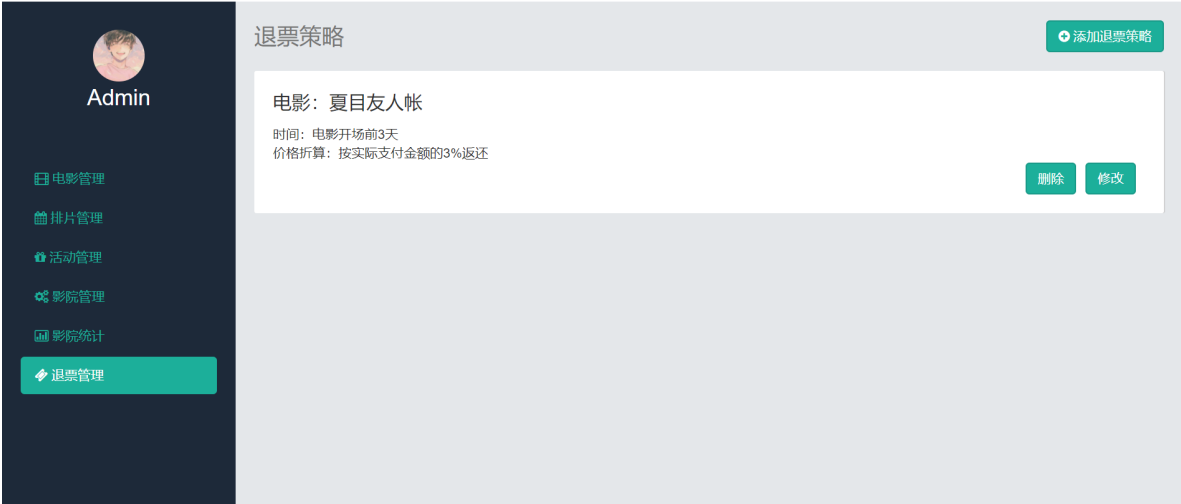 Admin
电影管理
排片管理
活动管理
影院管理
影院统计
退票管理
退票策略
添加退票策略
电影：夏目友人帐
时间：电影开场前3天
价格折算：按实际支付金额的3%返还
删除
修改